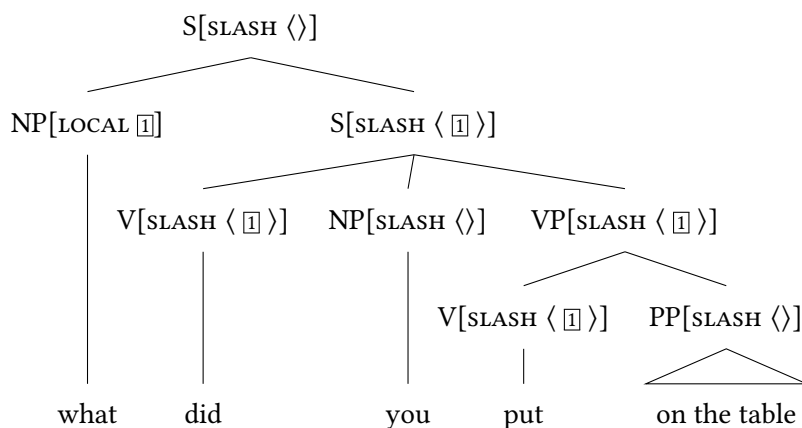 S[SLASH ⟨⟩]
NP[LOCAL 1] S[SLASH ⟨ 1 ⟩]
V[SLASH ⟨ 1 ⟩] NP[SLASH ⟨⟩] VP[SLASH ⟨ 1 ⟩]
V[SLASH ⟨ 1 ⟩] PP[SLASH ⟨⟩]
what did you put on the table